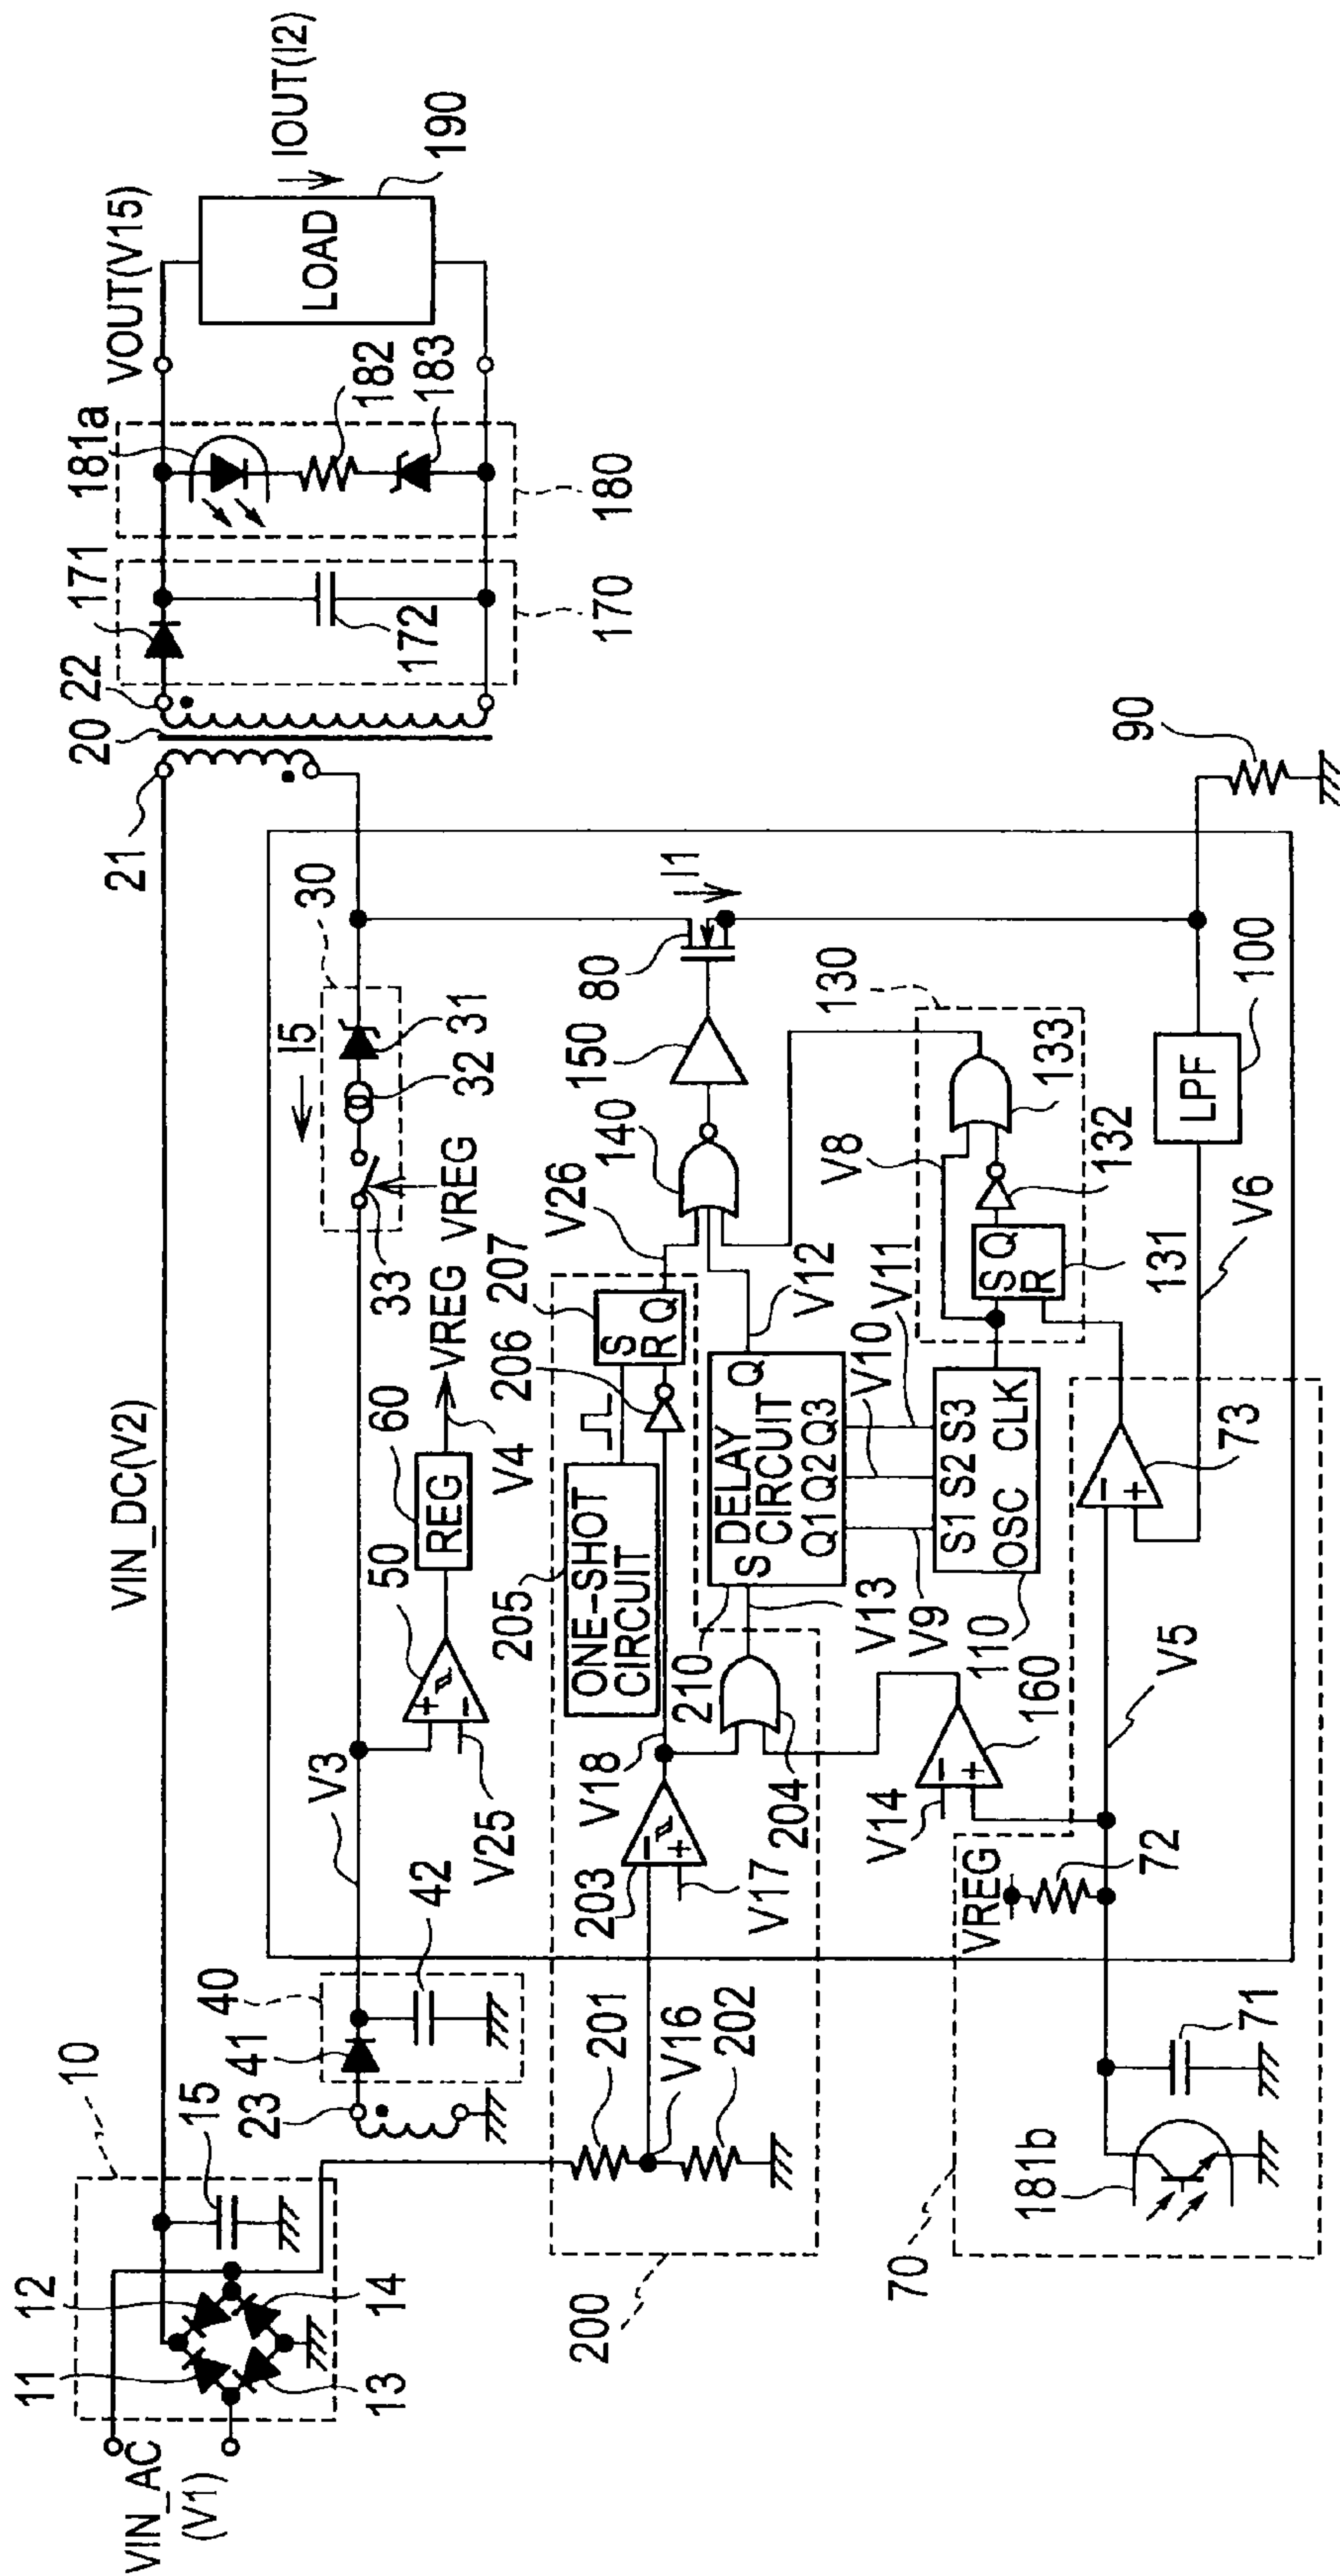 VIN_AC
(V1)
11
12
13
14
10
15
VIN_DC(V2)
21
20
22
171
172
170
181a
182
183
180
VOUT(V15)
LOAD
IOUT(I2)
190
23
41
40
42
V3
V25
50
60
REG
V4
VREG
33
VREG
32
31
I5
30
201
V16
202
200
203
V17
V18
204
205
ONE-SHOT
CIRCUIT
206
207
S
R
Q
V26
140
150
80
I1
210
S
DELAY
CIRCUIT
Q
Q1
Q2
Q3
V12
V13
V9
V10
V11
S1
S2
S3
OSC
CLK
110
V14
160
V8
S
Q
R
131
132
133
130
70
181b
71
72
VREG
V5
73
V6
LPF
100
90